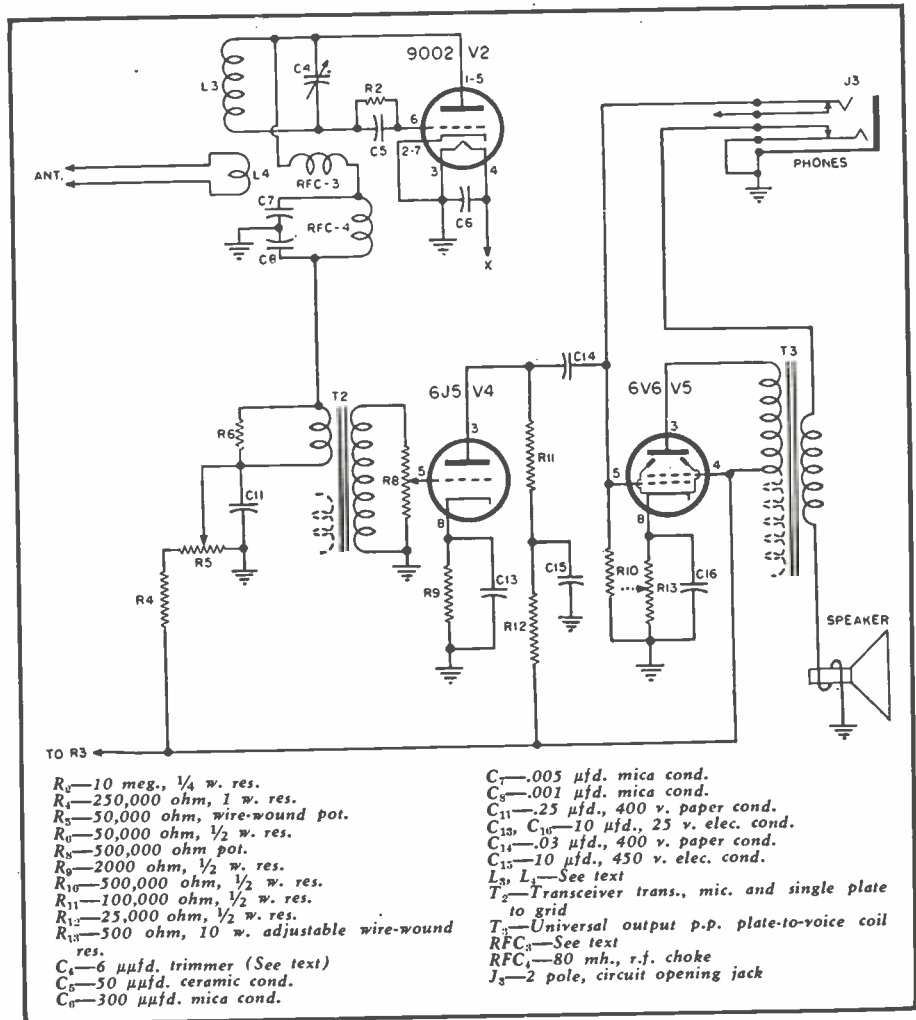 9002 V2
1-5
L3
C4
R2
6
C5
2-7
3
4
C6
X
J3
PHONES
ANT.
L4
RFC-3
C7
RFC-4
C8
T2
R6
C11
R5
R4
R8
6J5 V4
3
5
8
R9
C13
C14
R11
C15
R12
6V6 V5
3
5
4
8
R10
R13
C16
T3
SPEAKER
TO R3
R2—10 meg., 1/4 w. res.
R4—250,000 ohm, 1 w. res.
R5—50,000 ohm, wire-wound pot.
R6—50,000 ohm, 1/2 w. res.
R8—500,000 ohm pot.
R9—2000 ohm, 1/2 w. res.
R10—500,000 ohm, 1/2 w. res.
R11—100,000 ohm, 1/2 w. res.
R12—25,000 ohm, 1/2 w. res.
R13—500 ohm, 10 w. adjustable wire-wound
res.
C4—6 μμfd. trimmer (See text)
C5—50 μμfd. ceramic cond.
C6—300 μμfd. mica cond.
C7—.005 μfd. mica cond.
C8—.001 μfd. mica cond.
C11—.25 μfd., 400 v. paper cond.
C13, C16—10 μfd., 25 v. elec. cond.
C14—.03 μfd., 400 v. paper cond.
C15—10 μfd., 450 v. elec. cond.
L3, L4—See text
T2—Transceiver trans., mic. and single plate
to grid
T3—Universal output p.p. plate-to-voice coil
RFC3—See text
RFC4—80 mh., r.f. choke
J3—2 pole, circuit opening jack